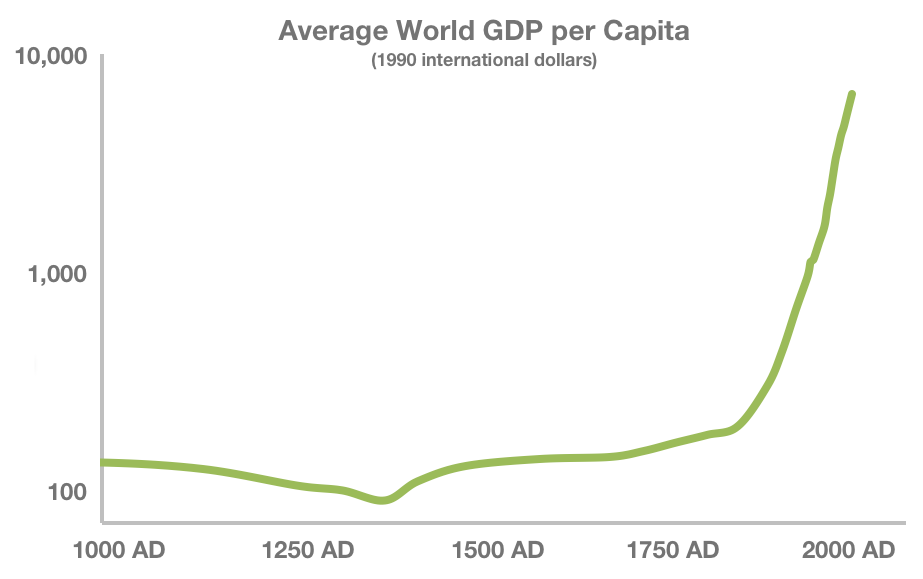 Average World GDP per Capita
(1990 international dollars)
10,000
1,000
100
1000 AD 1250 AD 1500 AD 1750 AD 2000 AD